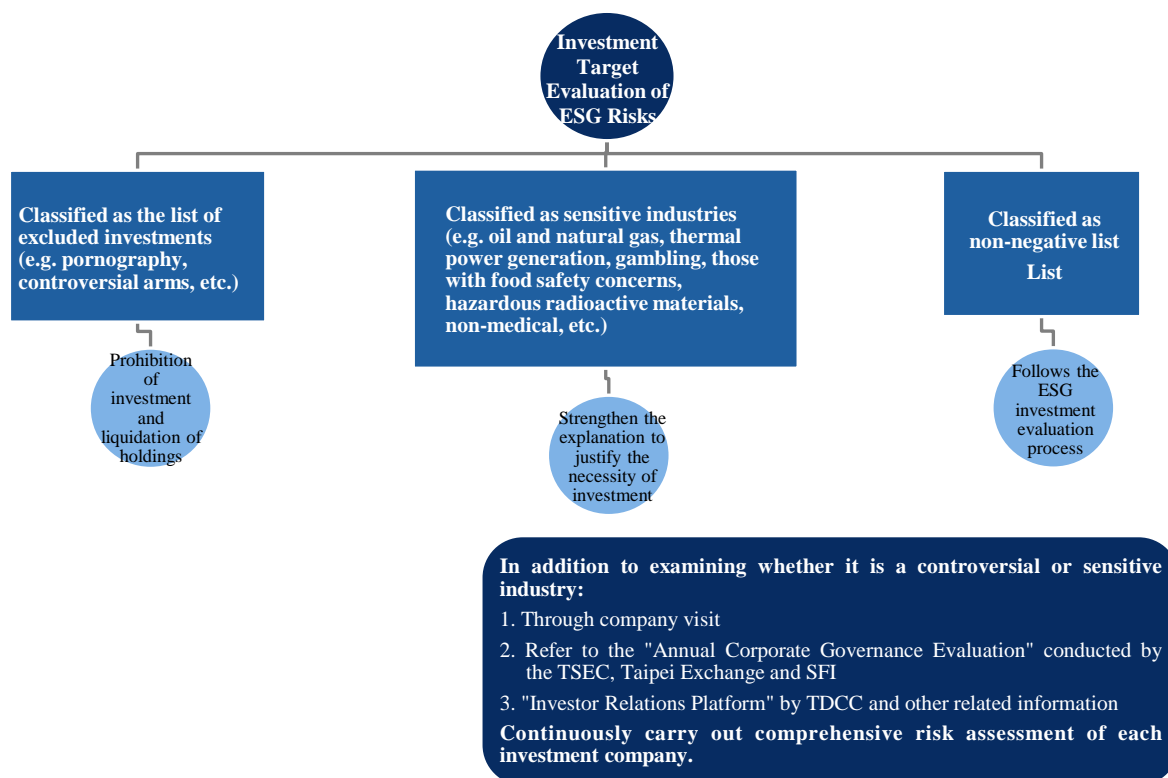 Investment
Target
Evaluation of
ESG Risks
Classified as the list of
excluded investments
(e.g. pornography,
controversial arms, etc.)
Classified as sensitive industries
(e.g. oil and natural gas, thermal
power generation, gambling, those
with food safety concerns,
hazardous radioactive materials,
non-medical, etc.)
Classified as
non-negative list
List
Prohibition
of
investment
and
liquidation of
holdings
Strengthen the
explanation to
justify the
necessity of
investment
Follows the
ESG
investment
evaluation
process
In addition to examining whether it is a controversial or sensitive
industry:
1. Through company visit
2. Refer to the "Annual Corporate Governance Evaluation" conducted by
the TSEC, Taipei Exchange and SFI
3. "Investor Relations Platform" by TDCC and other related information
Continuously carry out comprehensive risk assessment of each
investment company.